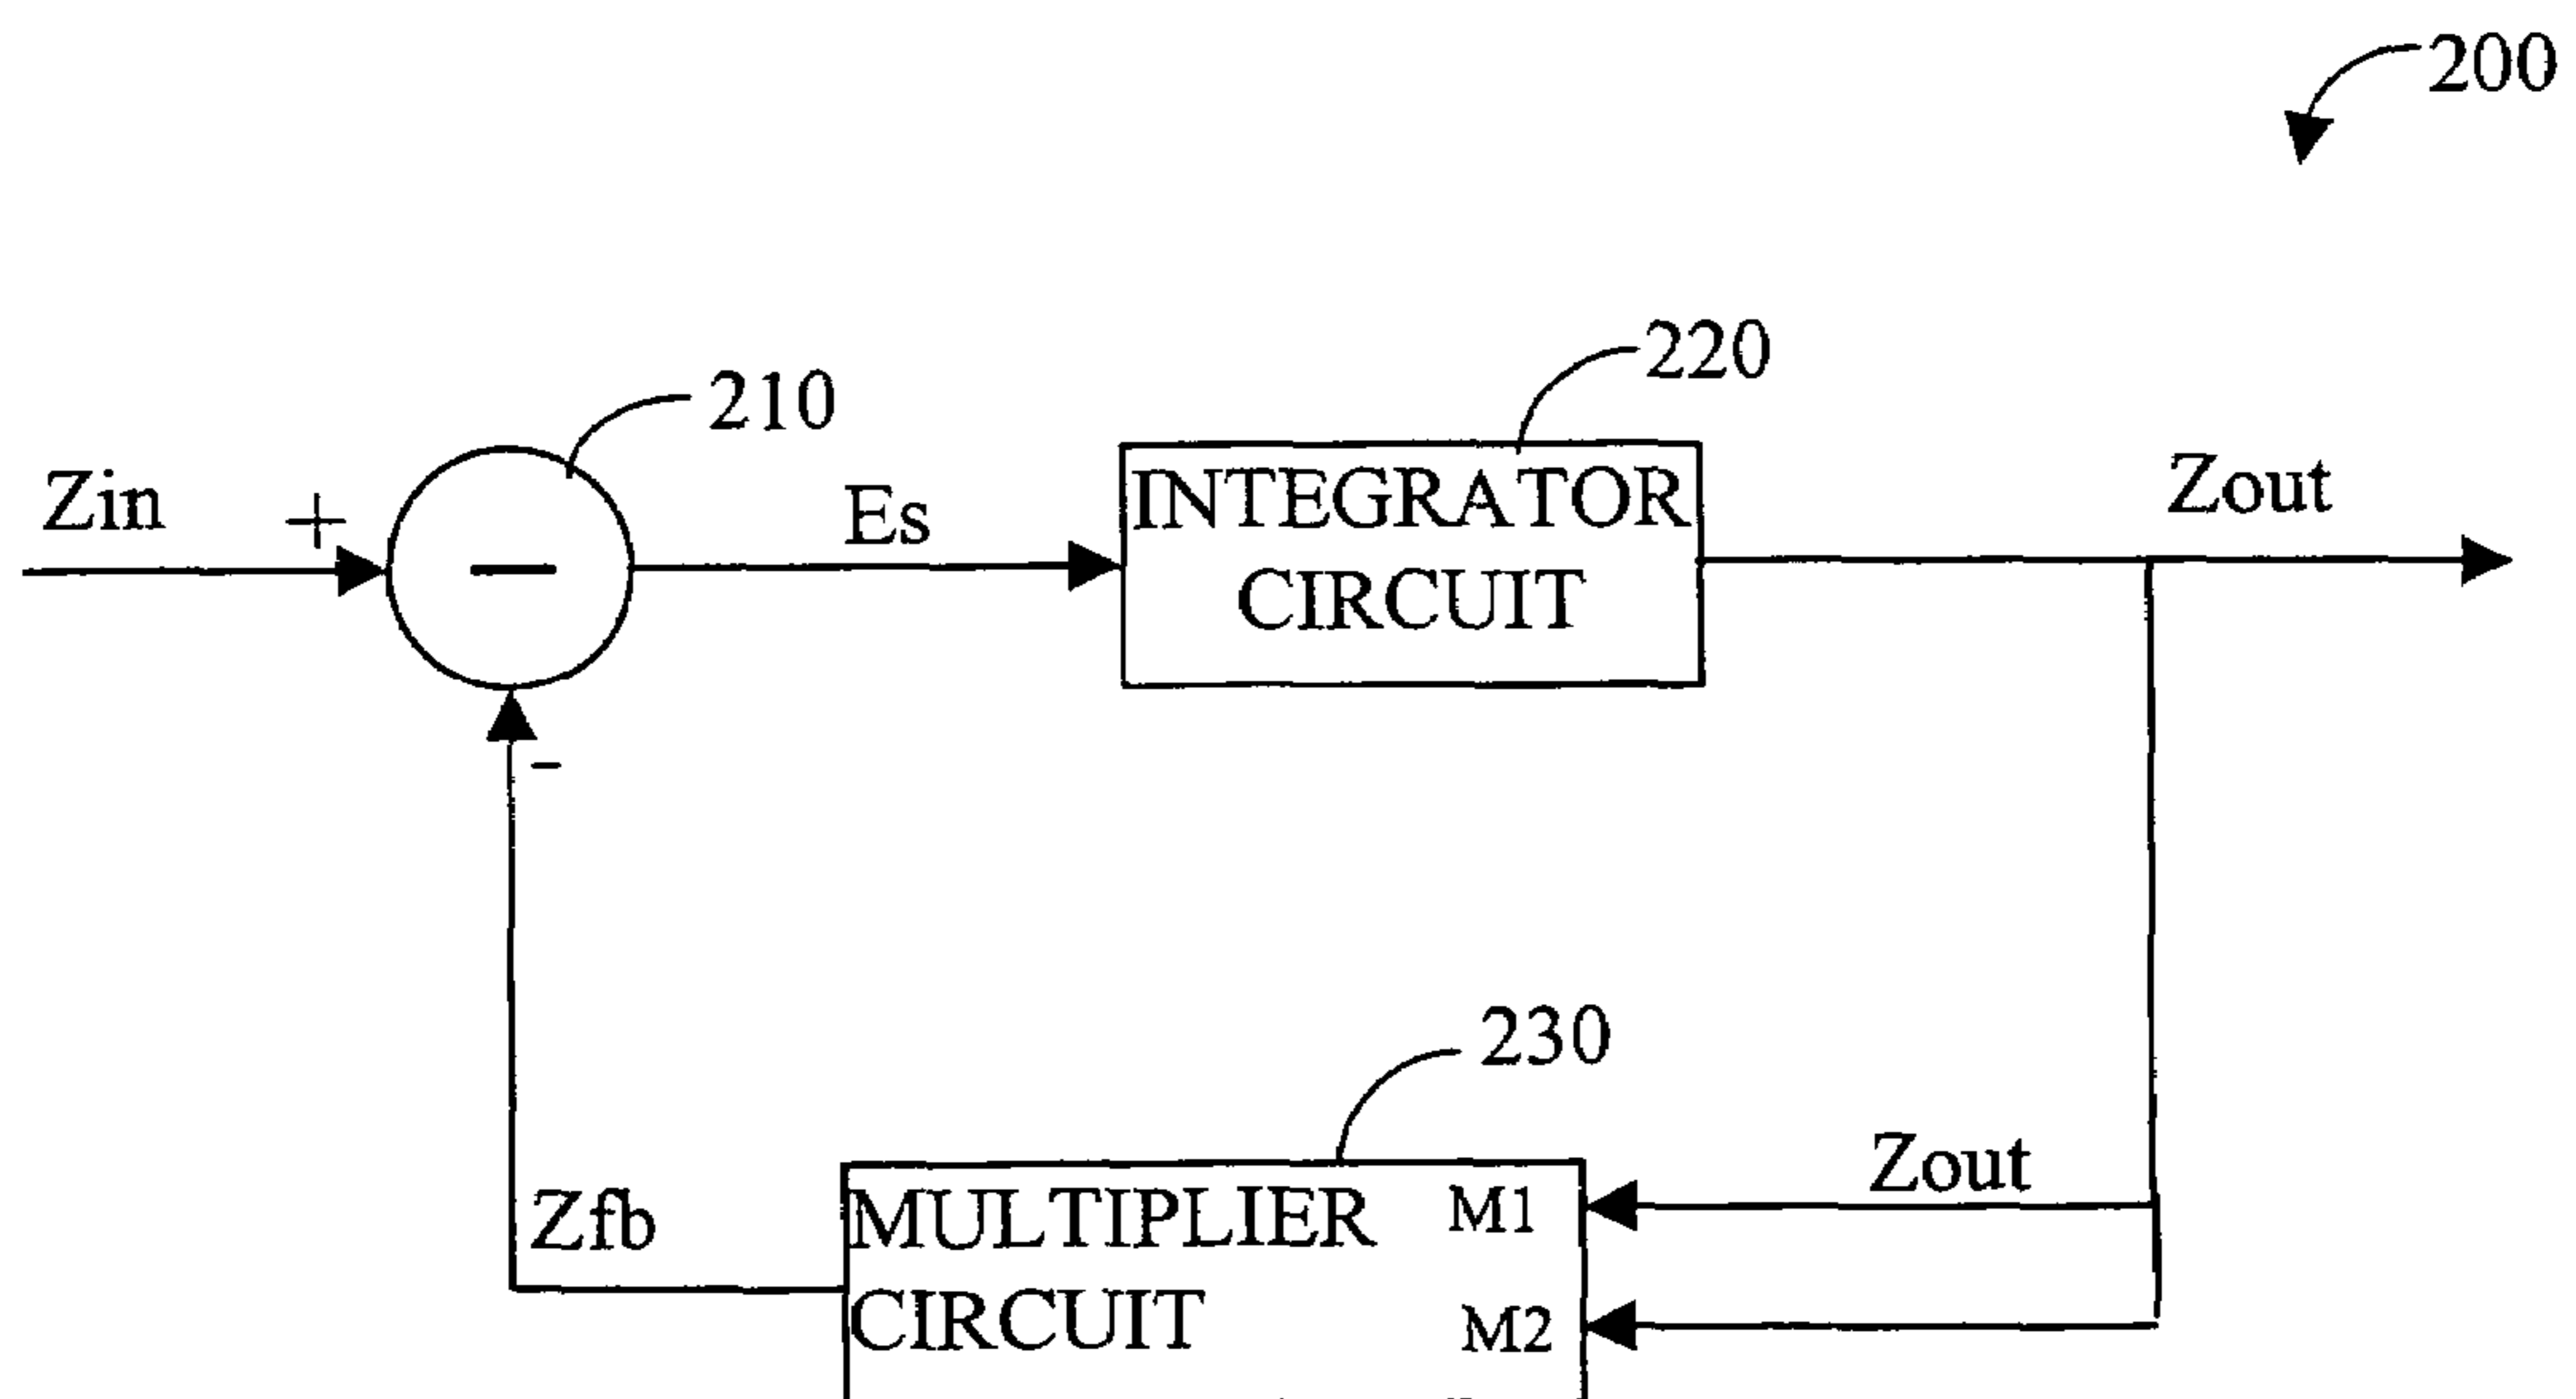 200
220
210
Zin
+
−
Es
INTEGRATOR
CIRCUIT
Zout
-
230
Zout
Zfb
MULTIPLIER M1
CIRCUIT M2